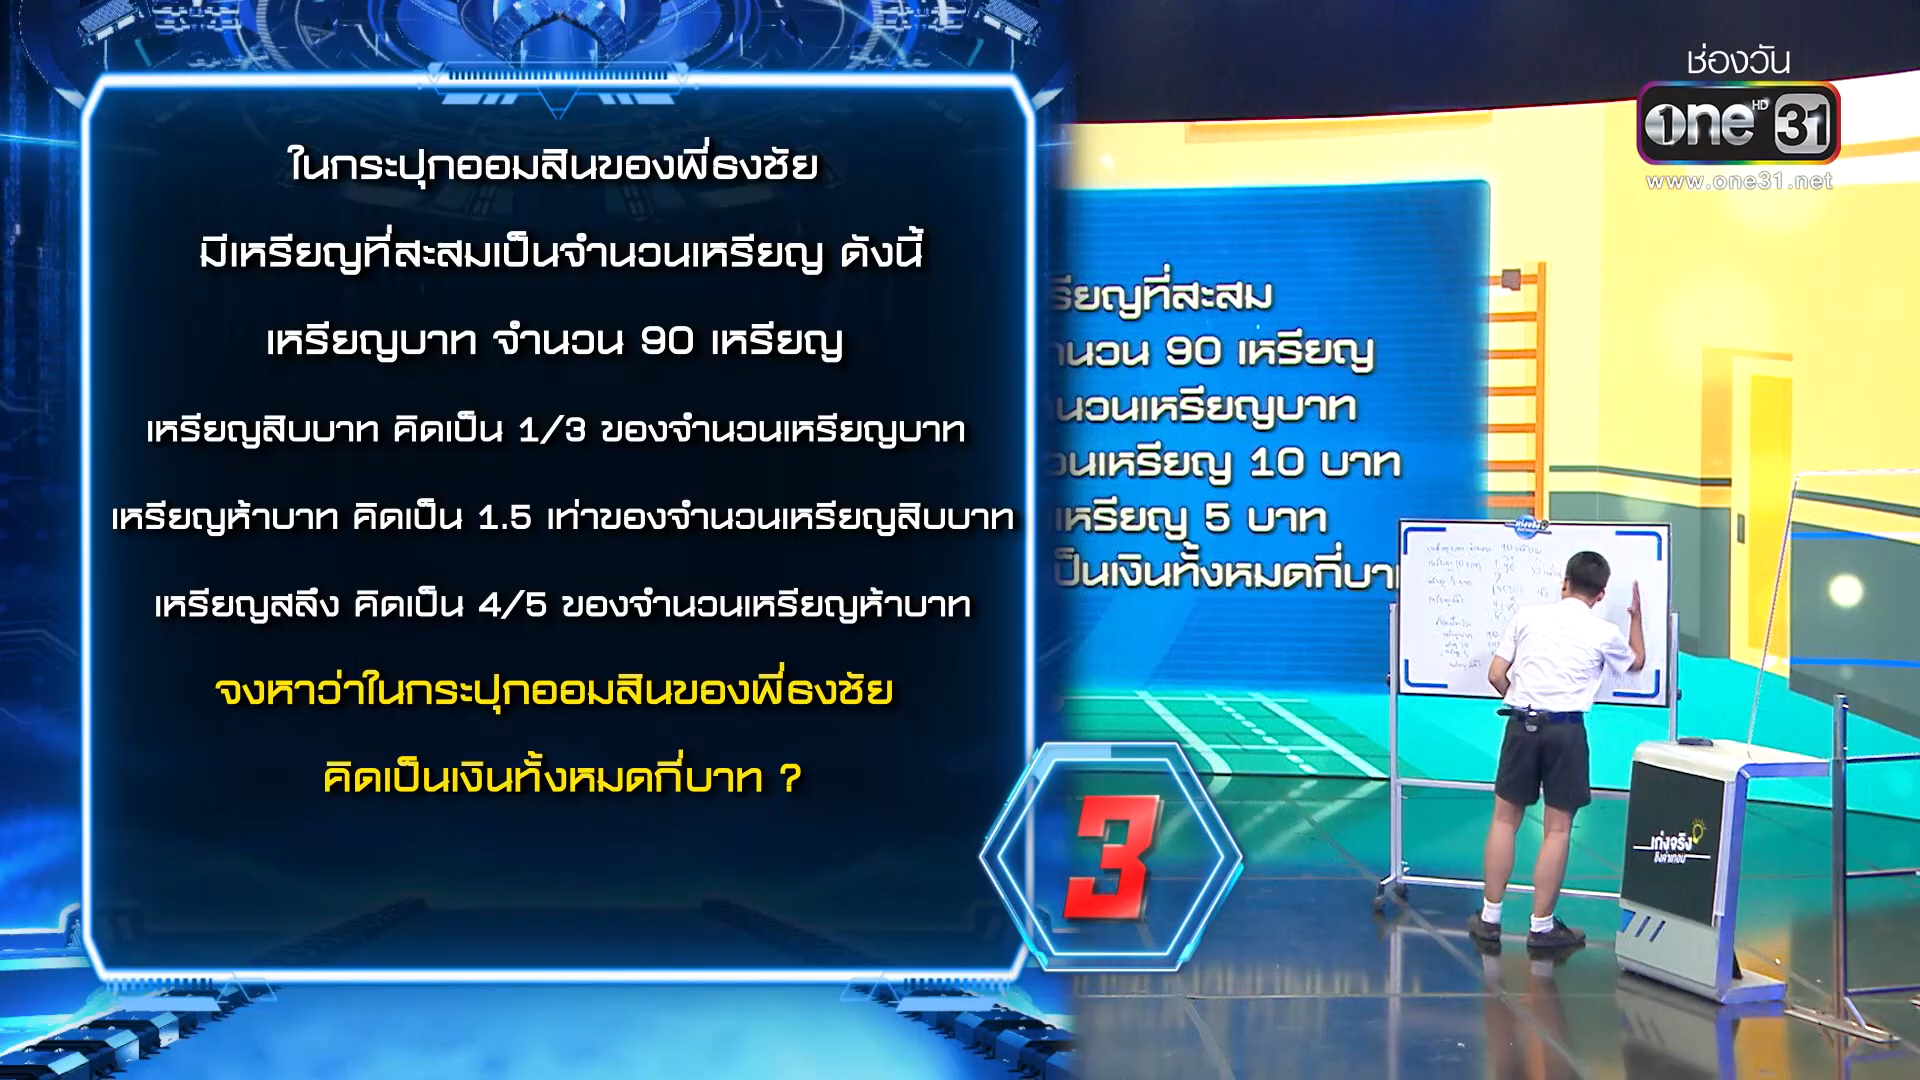 ในกระปุกออมสินของพี่ธงชัย
มีเหรียญที่สะสมเป็นจำนวนเหรียญ ดังนี้
เหรียญบาท จำนวน 90 เหรียญ
เหรียญสิบบาท คิดเป็น 1/3 ของจำนวนเหรียญบาท
เหรียญห้าบาท คิดเป็น 1.5 เท่าของจำนวนเหรียญสิบบาท
เหรียญสลึง คิดเป็น 4/5 ของจำนวนเหรียญห้าบาท
จงหาว่าในกระปุกออมสินของพี่ธงชัย
คิดเป็นเงินทั้งหมดกี่บาท ?
3
ช่องวัน
one HD 31
www.one31.net
รียญที่สะสม
านวน 90 เหรียญ
นวนเหรียญบาท
วนเหรียญ 10 บาท
เหรียญ 5 บาท
ป็นเงินทั้งหมดกี่บา
เก่งจริง
ชิงค่าเทอม